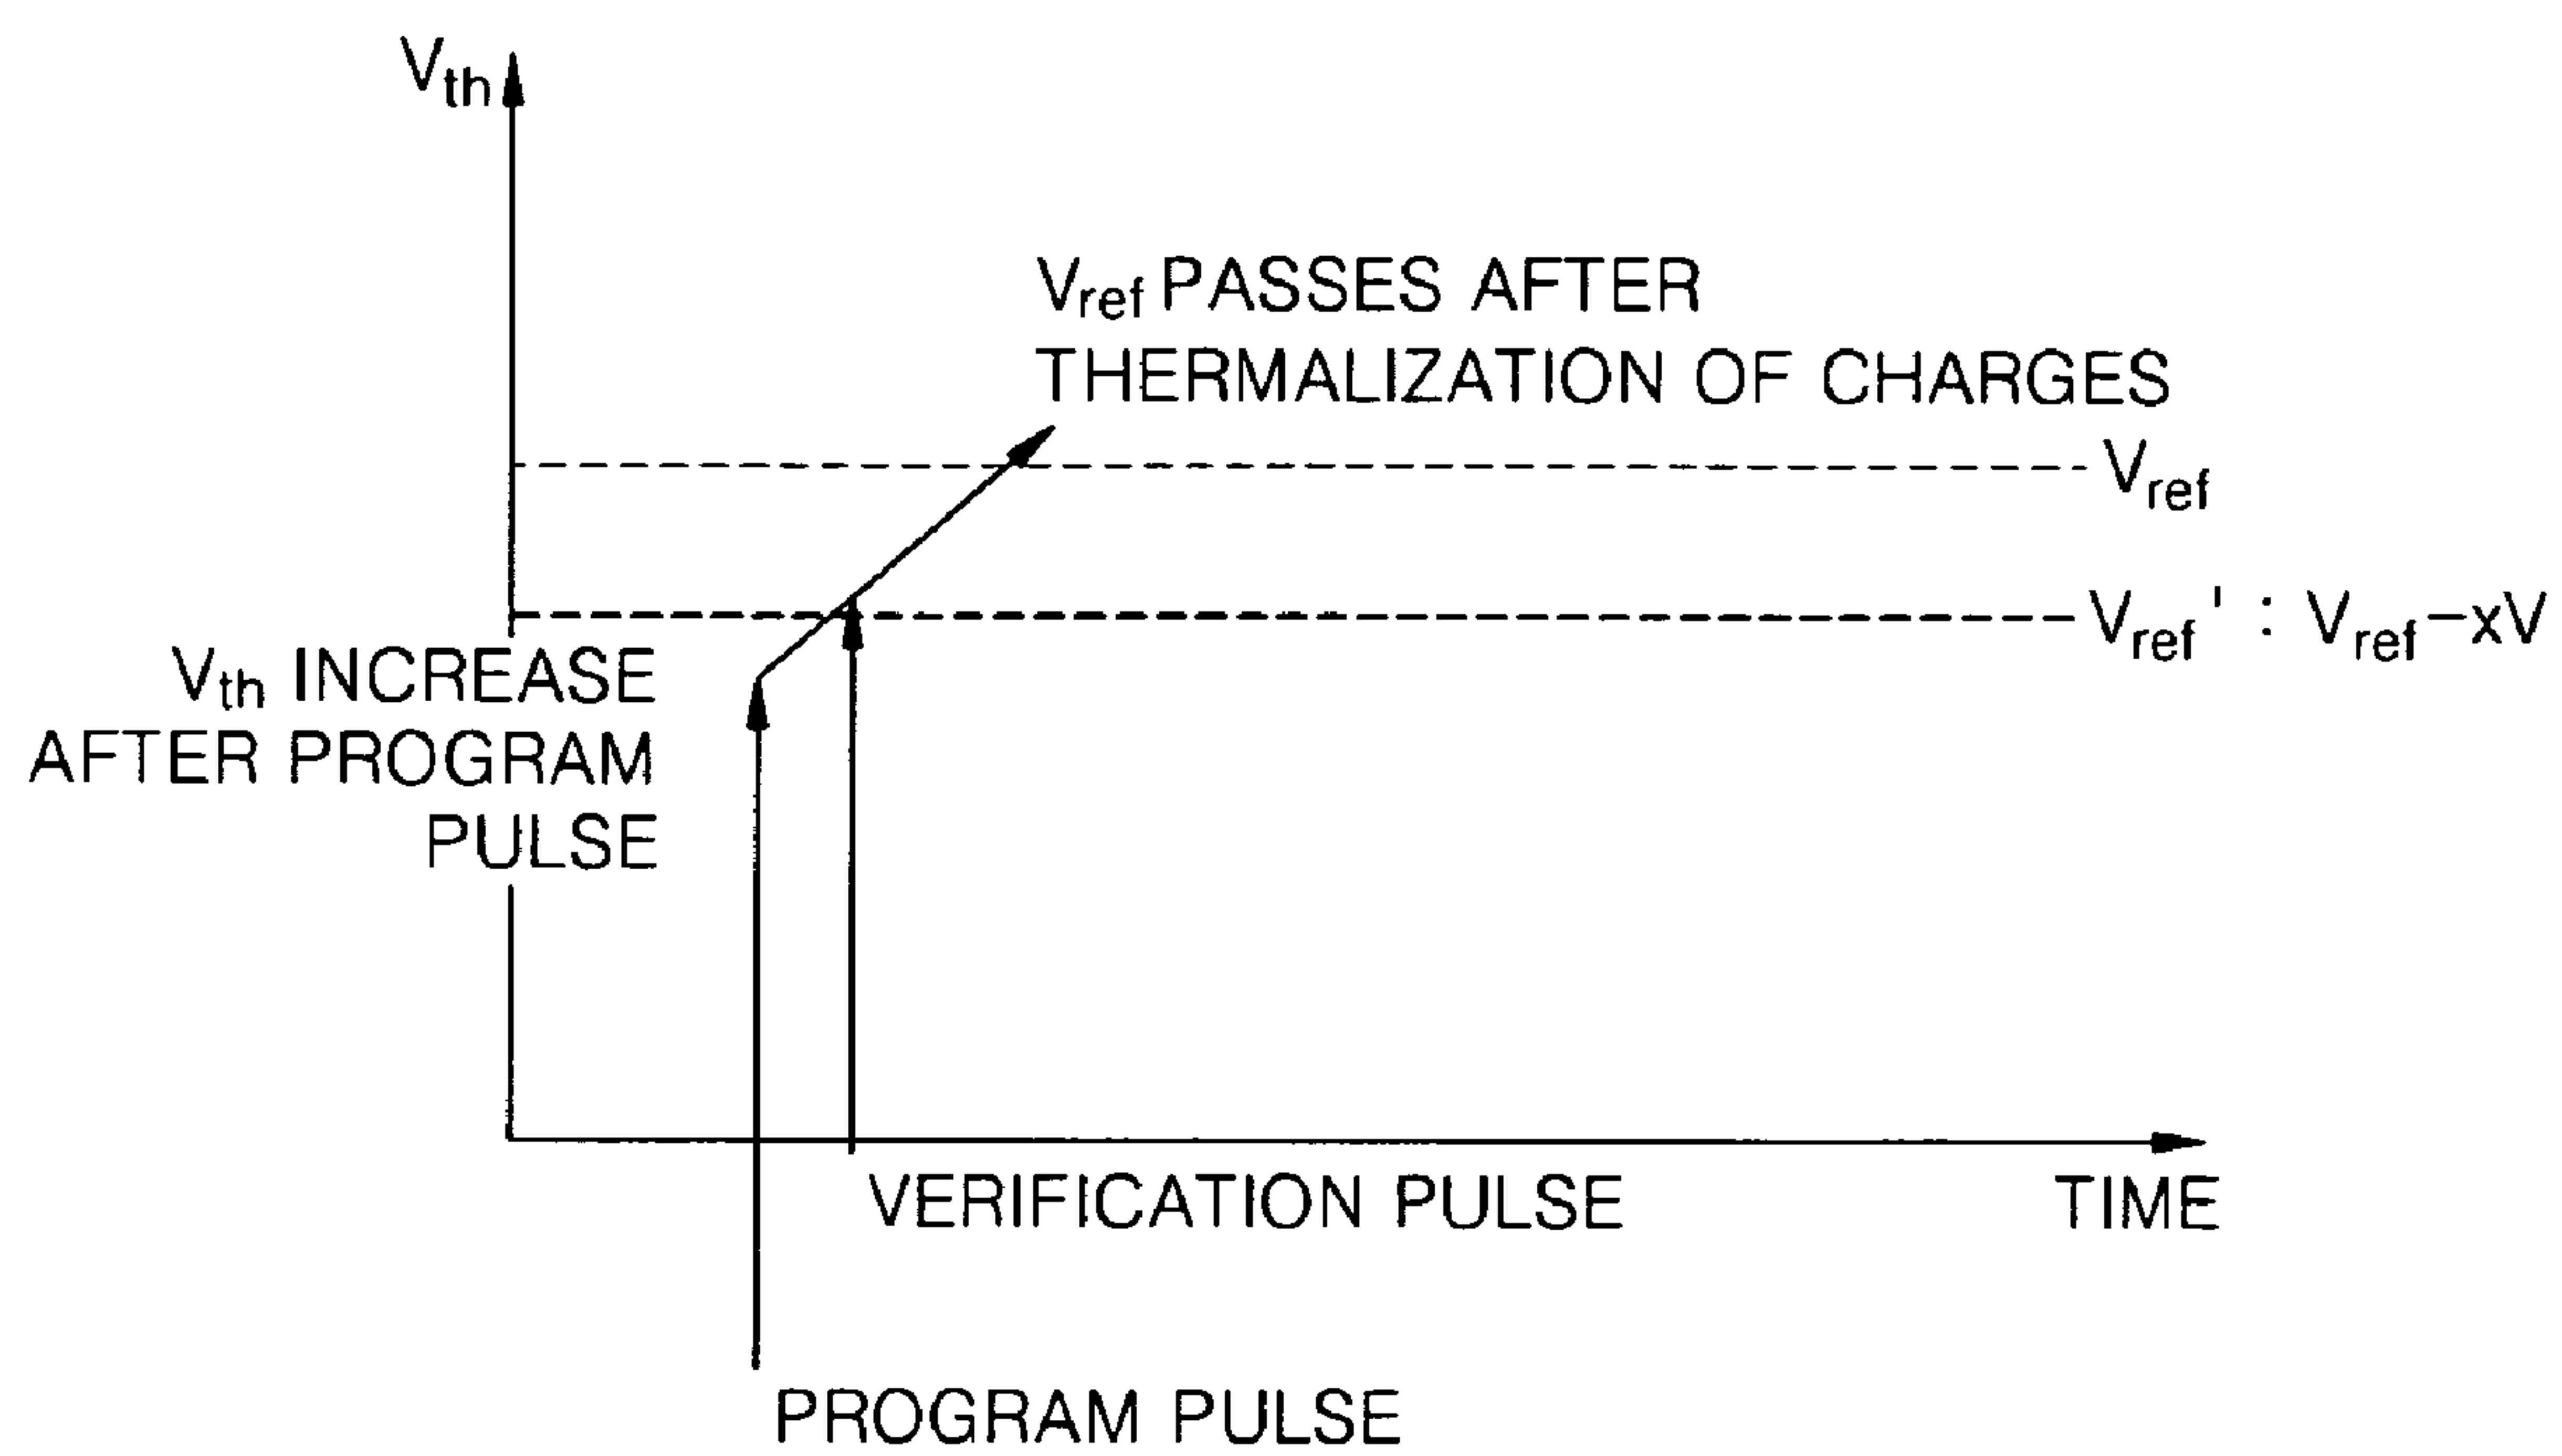 Vth
Vref PASSES AFTER
THERMALIZATION OF CHARGES
Vref
Vref' : Vref-xV
Vth INCREASE
AFTER PROGRAM
PULSE
VERIFICATION PULSE
TIME
PROGRAM PULSE